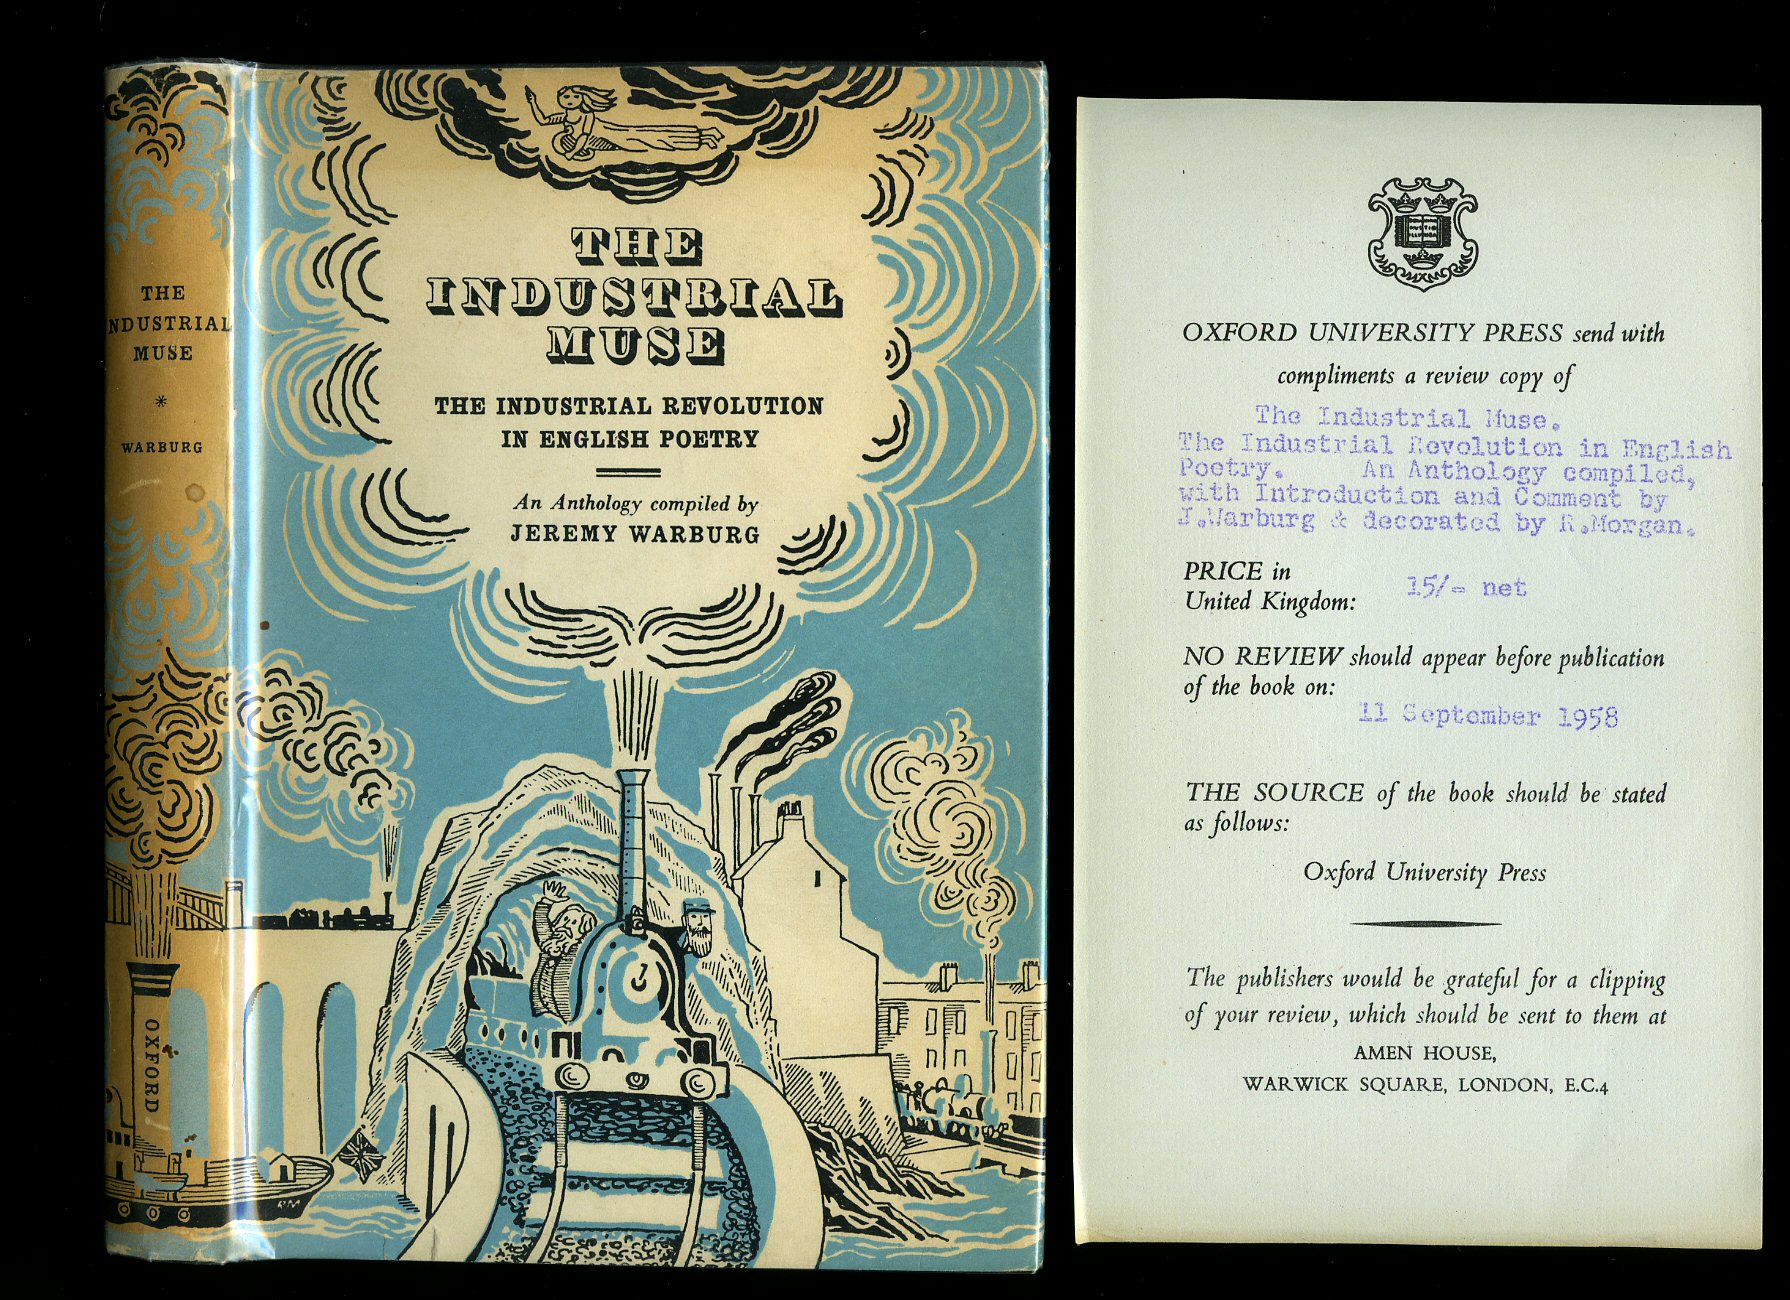 THE
INDUSTRIAL
MUSE
*
WARBURG
OXFORD
THE
INDUSTRIAL
MUSE
THE INDUSTRIAL REVOLUTION
IN ENGLISH POETRY
An Anthology compiled by
JEREMY WARBURG
1
RM
OXFORD UNIVERSITY PRESS send with
compliments a review copy of
The Industrial Muse.
The Industrial Revolution in English
Poetry. An Anthology compiled,
with Introduction and Comment by
J.Warburg & decorated by R.Morgan.
PRICE in
United Kingdom: 15/- net
NO REVIEW should appear before publication
of the book on:
11 September 1958
THE SOURCE of the book should be stated
as follows:
Oxford University Press
The publishers would be grateful for a clipping
of your review, which should be sent to them at
AMEN HOUSE,
WARWICK SQUARE, LONDON, E.C.4